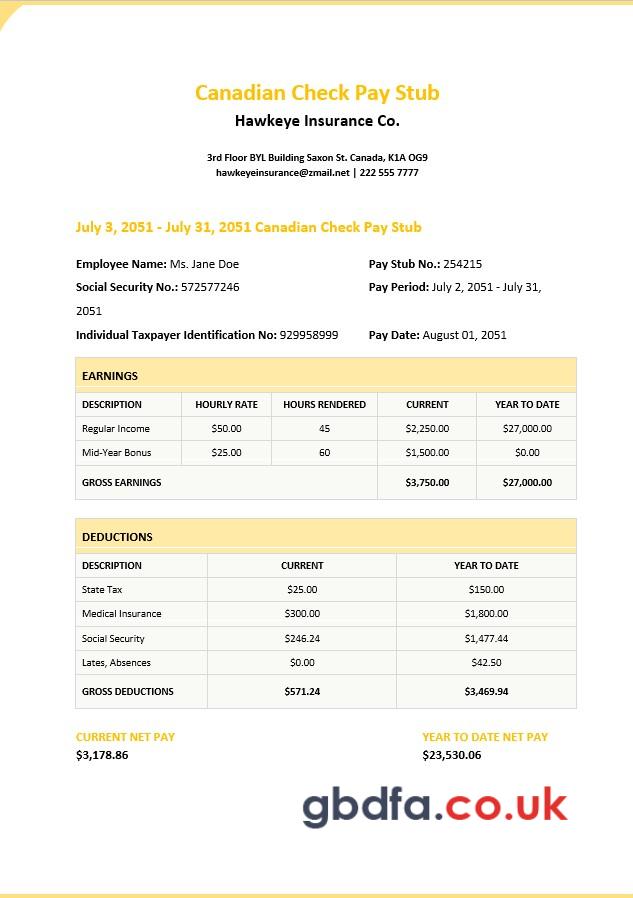 Canadian Check Pay Stub
Hawkeye Insurance Co.
3rd Floor BYL Building Saxon St. Canada, K1A OG9
hawkeyeinsurance@zmail.net | 222 555 7777
July 3, 2051 - July 31, 2051 Canadian Check Pay Stub
Employee Name: Ms. Jane Doe Pay Stub No.: 254215
Social Security No.: 572577246 Pay Period: July 2, 2051 - July 31,
2051
Individual Taxpayer Identification No: 929958999 Pay Date: August 01, 2051
EARNINGS
DESCRIPTION HOURLY RATE HOURS RENDERED CURRENT YEAR TO DATE
Regular Income $50.00 45 $2,250.00 $27,000.00
Mid-Year Bonus $25.00 60 $1,500.00 $0.00
GROSS EARNINGS $3,750.00 $27,000.00
DEDUCTIONS
DESCRIPTION CURRENT YEAR TO DATE
State Tax $25.00 $150.00
Medical Insurance $300.00 $1,800.00
Social Security $246.24 $1,477.44
Lates, Absences $0.00 $42.50
GROSS DEDUCTIONS $571.24 $3,469.94
CURRENT NET PAY YEAR TO DATE NET PAY
$3,178.86 $23,530.06
gbdfa.co.uk